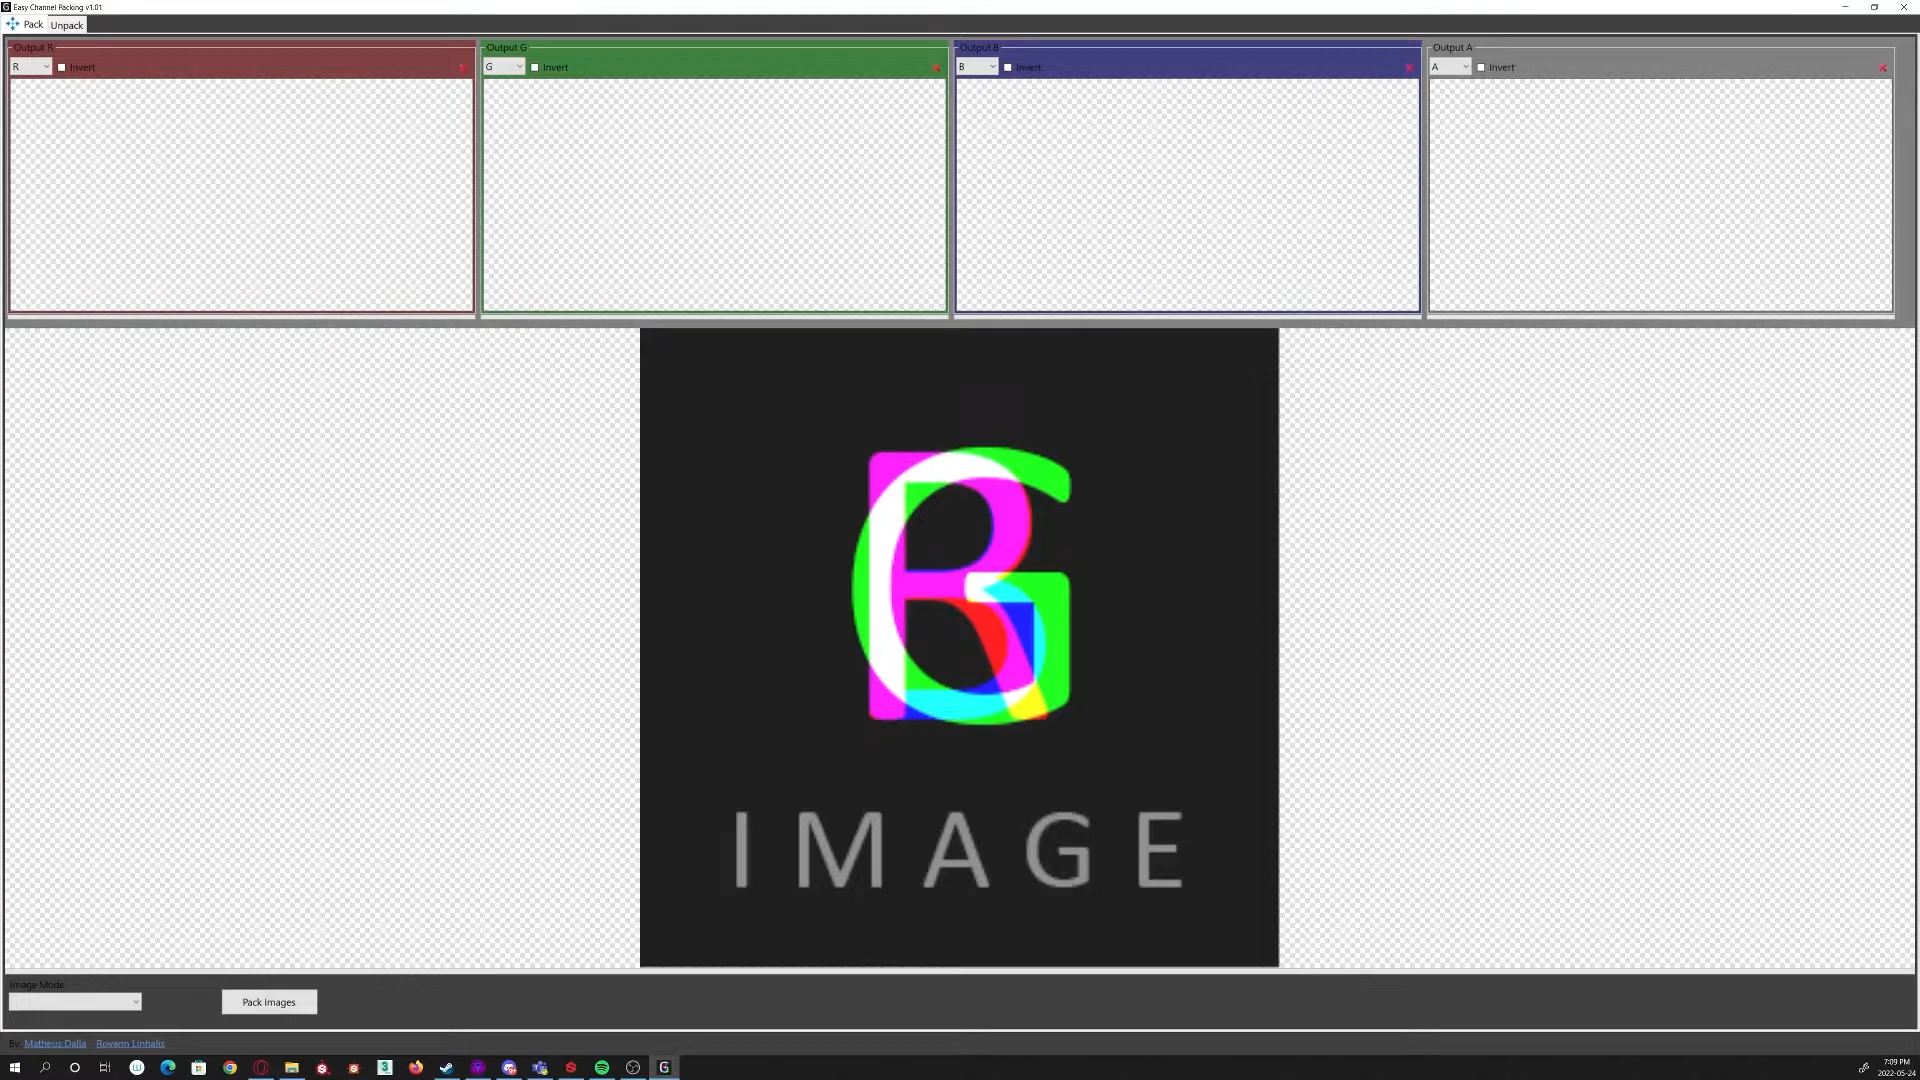 Easy Channel Packing v1.01
Pack Unpack
Output R Output G Output B Output A
R Invert G Invert B Invert A Invert
IMAGE
Image Mode
Pack Images
By: Matheus Dalla Rovann Linhalis
7:09 PM
2022-05-24